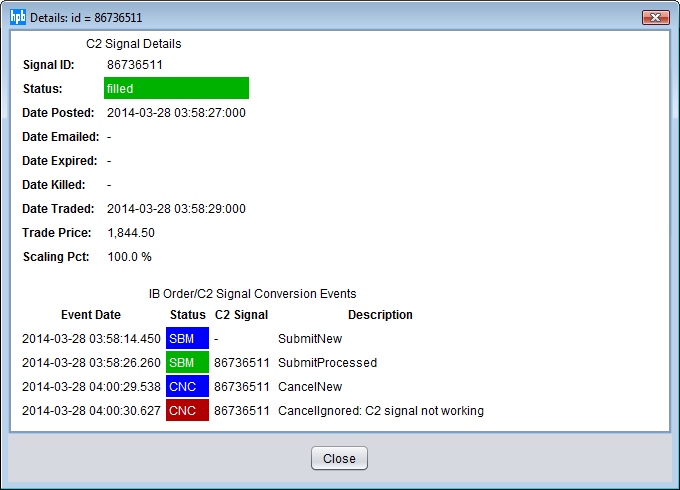 hpb Details: id = 86736511
C2 Signal Details
Signal ID: 86736511
Status: filled
Date Posted: 2014-03-28 03:58:27:000
Date Emailed: -
Date Expired: -
Date Killed: -
Date Traded: 2014-03-28 03:58:29:000
Trade Price: 1,844.50
Scaling Pct: 100.0 %
IB Order/C2 Signal Conversion Events
Event Date Status C2 Signal Description
2014-03-28 03:58:14.450 SBM - SubmitNew
2014-03-28 03:58:26.260 SBM 86736511 SubmitProcessed
2014-03-28 04:00:29.538 CNC 86736511 CancelNew
2014-03-28 04:00:30.627 CNC 86736511 CancelIgnored: C2 signal not working
Close